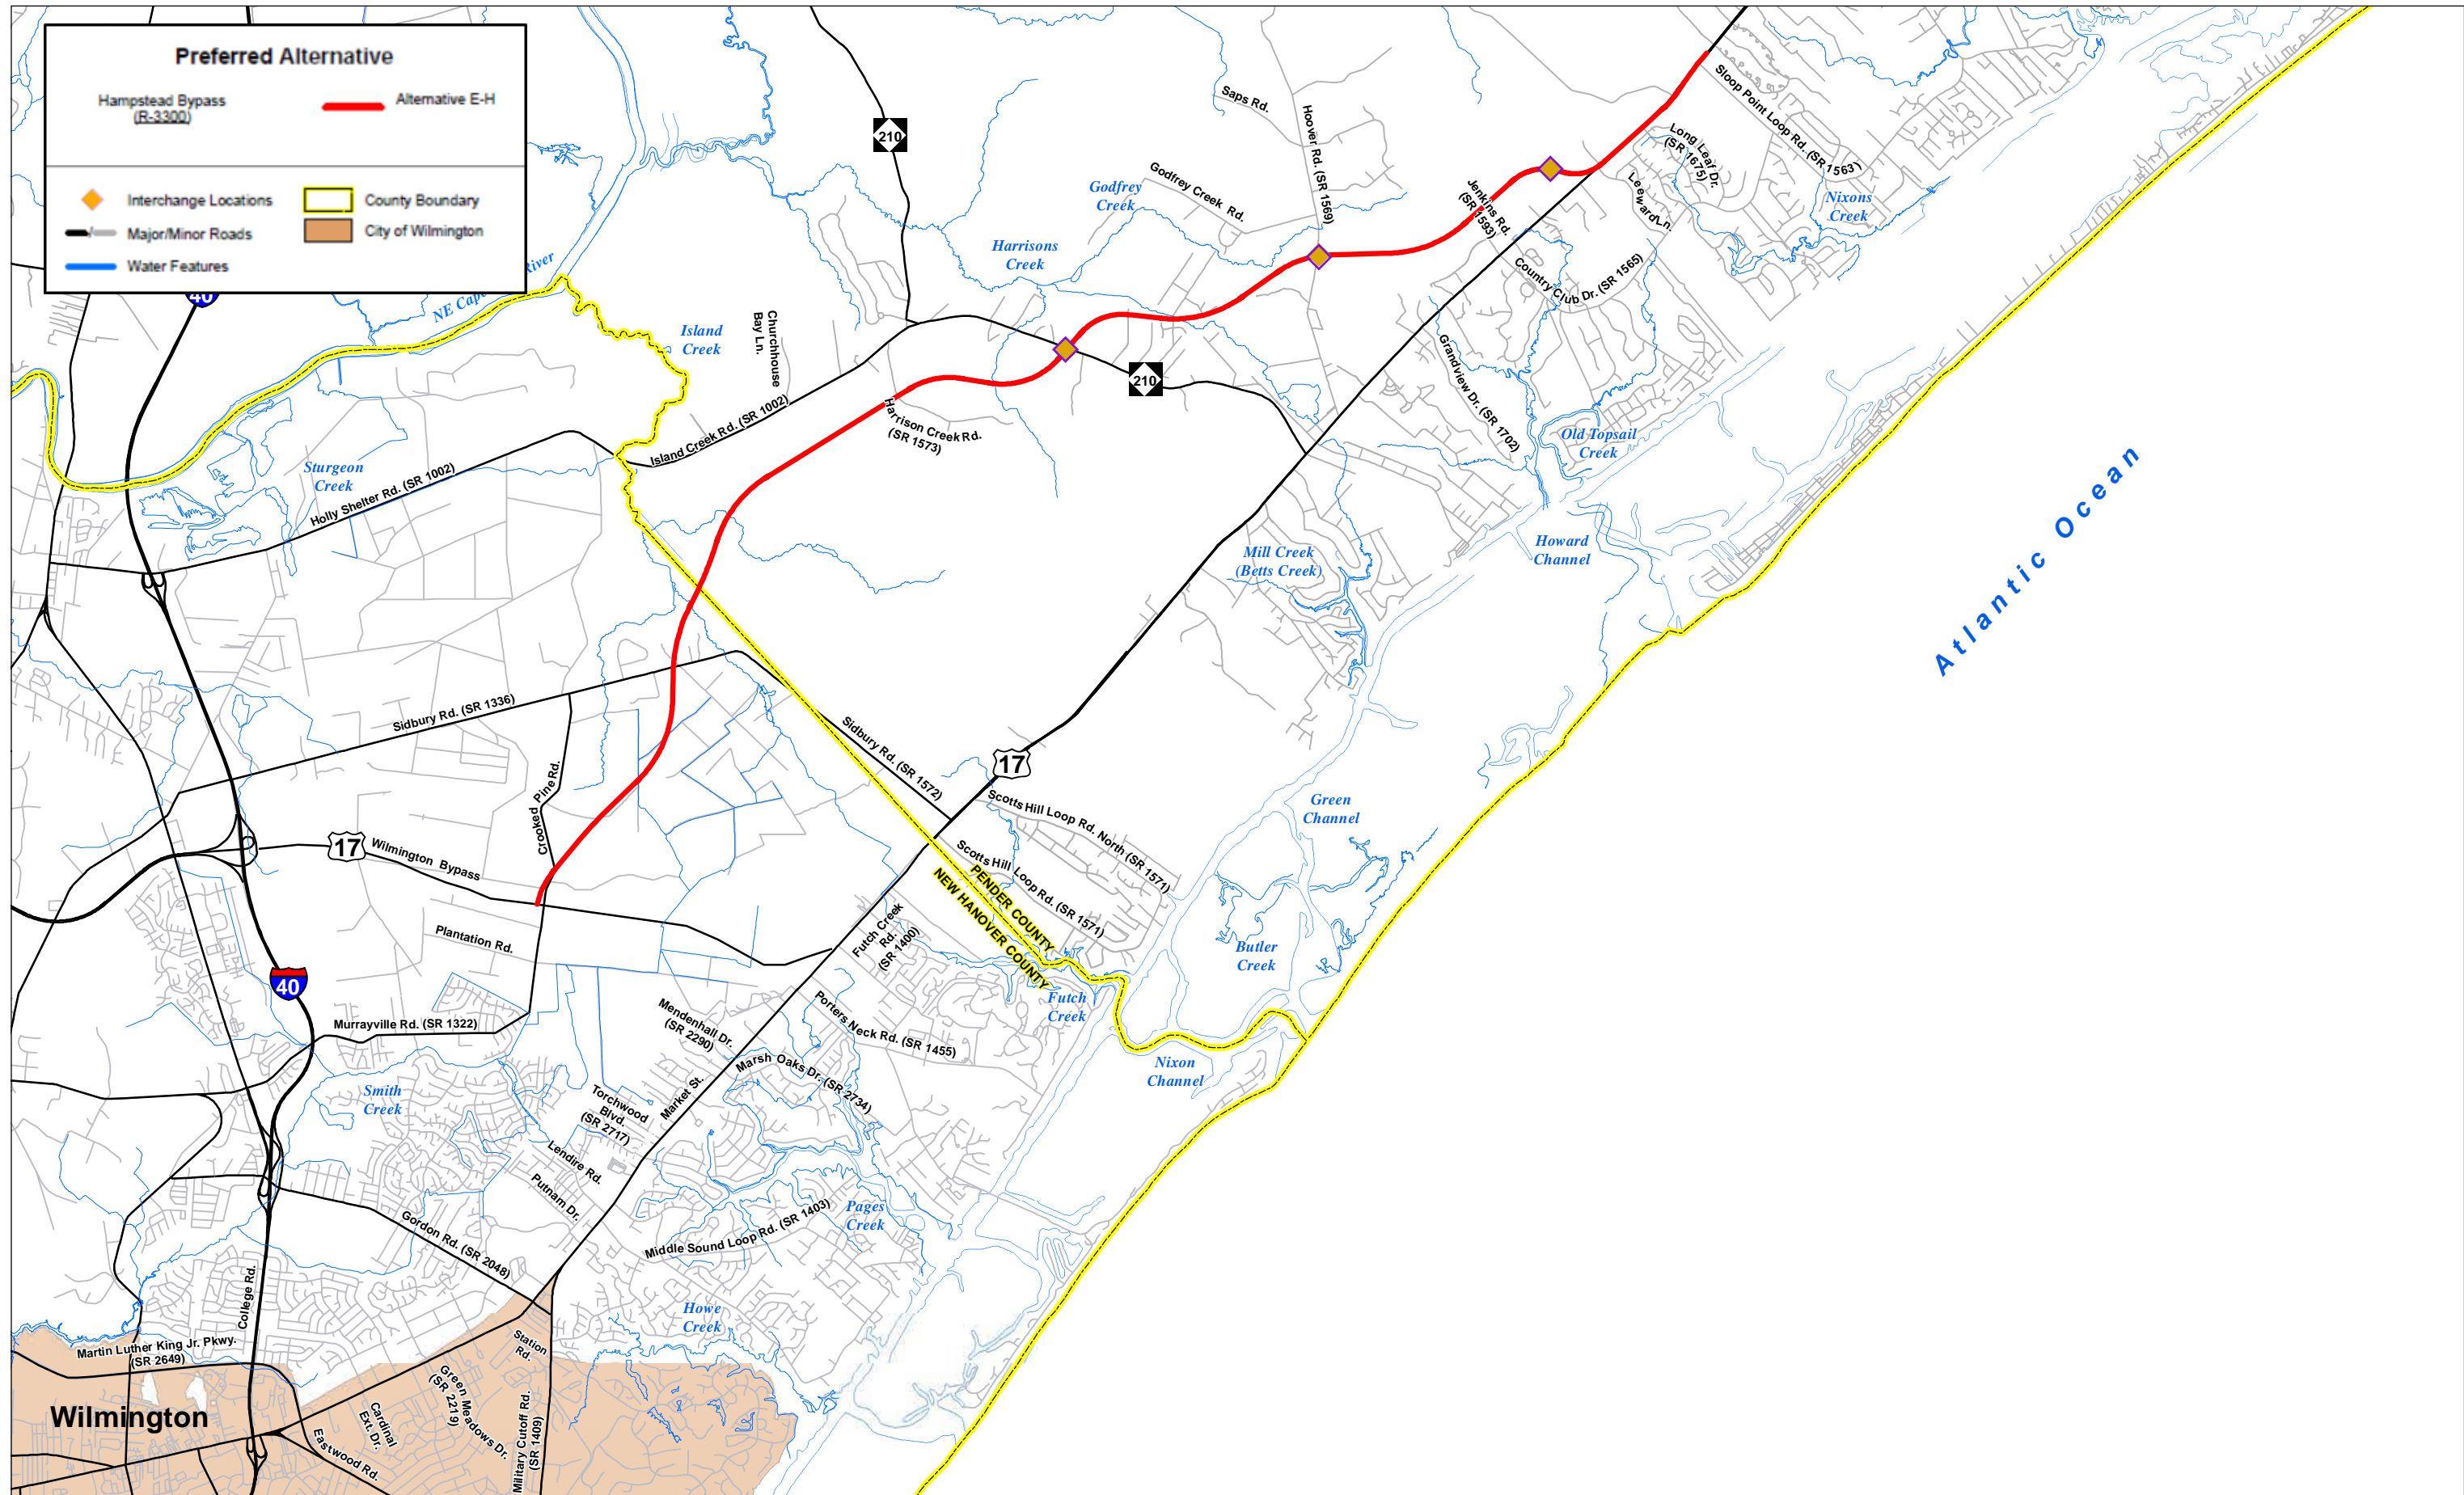 Preferred Alternative
Hampstead Bypass
(R-3300)
Alternative E-H
Interchange Locations
County Boundary
Major/Minor Roads
City of Wilmington
Water Features
40
NE Cape
River
210
Saps Rd.
Hoover Rd. (SR 1569)
Godfrey Creek Rd.
Godfrey
Creek
Harrisons
Creek
Jenkins Rd.
(SR 1593)
Sloop Point Loop Rd. (SR 1563)
Long Leaf Dr.
(SR 1675)
Leeward Ln.
Nixons
Creek
Country Club Dr. (SR 1565)
Grandview Dr. (SR 1702)
Island
Creek
Churchhouse
Bay Ln.
210
Island Creek Rd. (SR 1002)
Harrison Creek Rd.
(SR 1573)
Old Topsail
Creek
Sturgeon
Creek
Holly Shelter Rd. (SR 1002)
Howard
Channel
Mill Creek
(Betts Creek)
Atlantic Ocean
Sidbury Rd. (SR 1336)
Sidbury Rd. (SR 1572)
17
Crooked Pine Rd.
17
Wilmington Bypass
Scotts Hill Loop Rd. North (SR 1571)
Scotts Hill Loop Rd. (SR 1571)
Green
Channel
PENDER COUNTY
NEW HANOVER COUNTY
Futch Creek
Rd.
(SR 1400)
Plantation Rd.
Butler
Creek
40
Futch
Creek
Murrayville Rd. (SR 1322)
Mendenhall Dr.
(SR 2290)
Porters Neck Rd. (SR 1455)
Nixon
Channel
Marsh Oaks Dr. (SR 2734)
Market St.
Smith
Creek
Torchwood
Blvd.
(SR 2717)
Lendire Rd.
Putnam Dr.
Pages
Creek
Middle Sound Loop Rd. (SR 1403)
Gordon Rd. (SR 2048)
College Rd.
Howe
Creek
Martin Luther King Jr. Pkwy.
(SR 2649)
Station
Rd.
Green Meadows Dr.
(SR 2219)
Cardinal
Ext. Dr.
Wilmington
Eastwood Rd.
Military Cutoff Rd.
(SR 1409)